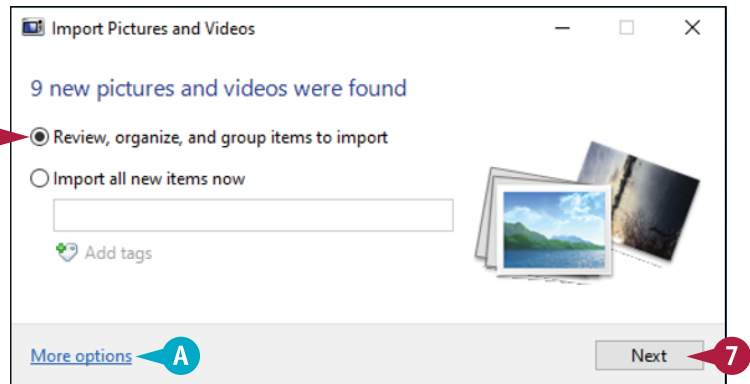 Import Pictures and Videos
9 new pictures and videos were found
Review, organize, and group items to import
Import all new items now
Add tags
More options A
Next 7